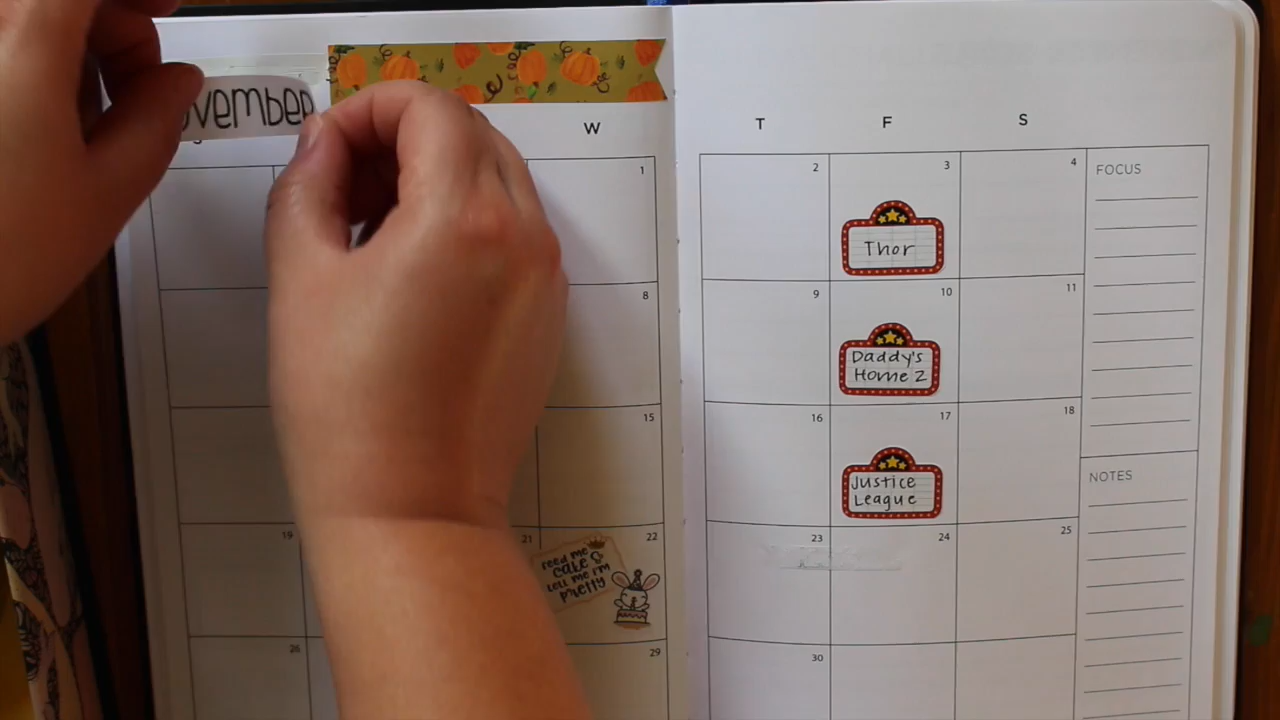 vember
W
T
F
S
1
2
3
4
FOCUS
Thor
8
9
10
11
Daddy's
Home 2
15
16
17
18
Justice
League
NOTES
19
21
22
23
24
25
feed me
cake &
tell me I'm
pretty
26
29
30